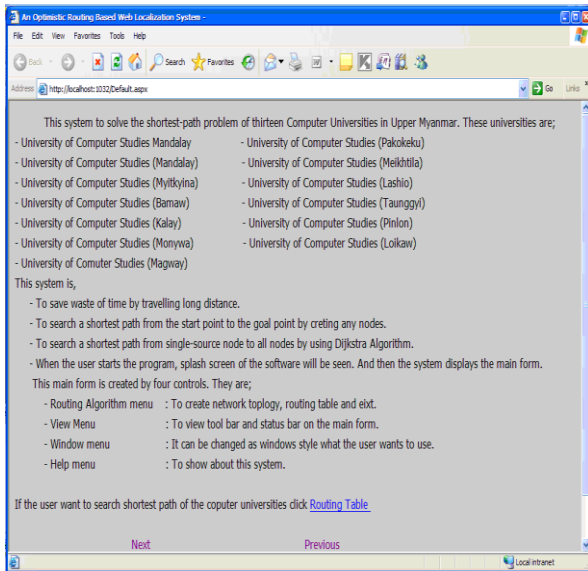 An Optimistic Routing Based Web Localization System -
File Edit View Favorites Tools Help
Back Search Favorites
Address http://localhost:1032/Default.aspx Go Links
This system to solve the shortest-path problem of thirteen Computer Universities in Upper Myanmar. These universities are;
- University of Computer Studies Mandalay - University of Computer Studies (Pakokeku)
- University of Computer Studies (Mandalay) - University of Computer Studies (Meikhtila)
- University of Computer Studies (Myitkyina) - University of Computer Studies (Lashio)
- University of Computer Studies (Bamaw) - University of Computer Studies (Taunggyi)
- University of Computer Studies (Kalay) - University of Computer Studies (Pinlon)
- University of Computer Studies (Monywa) - University of Computer Studies (Loikaw)
- University of Comuter Studies (Magway)
This system is,
- To save waste of time by travelling long distance.
- To search a shortest path from the start point to the goal point by creting any nodes.
- To search a shortest path from single-source node to all nodes by using Dijkstra Algorithm.
- When the user starts the program, splash screen of the software will be seen. And then the system displays the main form.
This main form is created by four controls. They are;
- Routing Algorithm menu : To create network toplogy, routing table and eixt.
- View Menu : To view tool bar and status bar on the main form.
- Window menu : It can be changed as windows style what the user wants to use.
- Help menu : To show about this system.
If the user want to search shortest path of the coputer universities click Routing Table
Next Previous
Local intranet